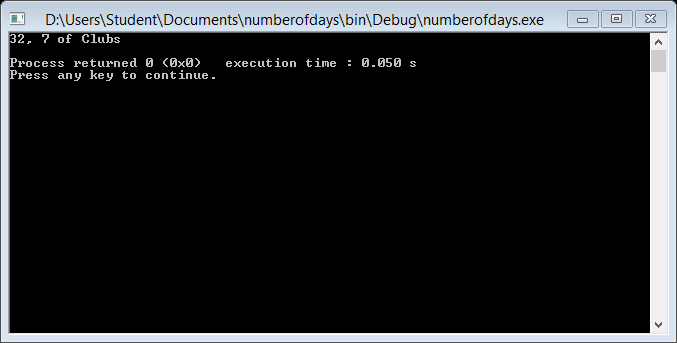 D:\Users\Student\Documents\numberofdays\bin\Debug\numberofdays.exe
32, 7 of Clubs
Process returned 0 (0x0)   execution time : 0.050 s
Press any key to continue.